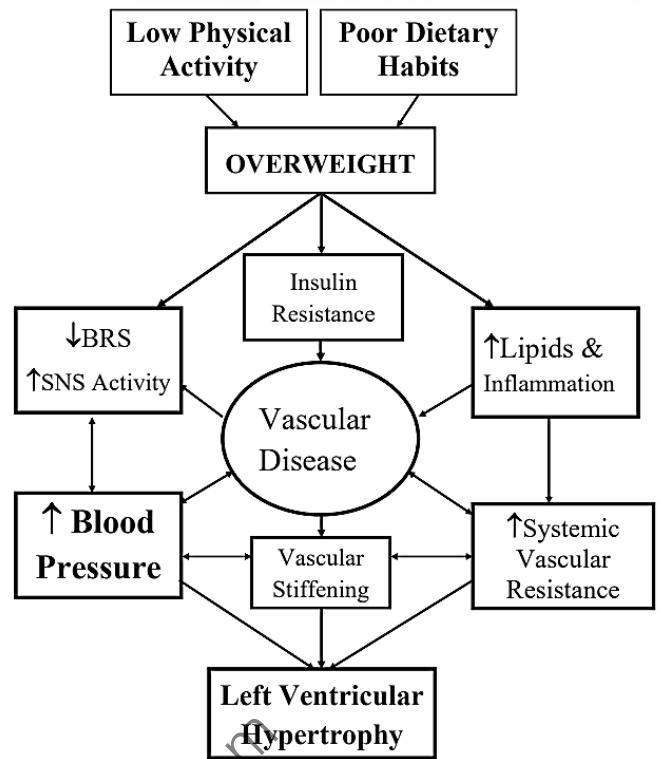 Low Physical
Activity
Poor Dietary
Habits
OVERWEIGHT
Insulin
Resistance
↓BRS
↑SNS Activity
↑Lipids &
Inflammation
Vascular
Disease
↑ Blood
Pressure
Vascular
Stiffening
↑Systemic
Vascular
Resistance
Left Ventricular
Hypertrophy